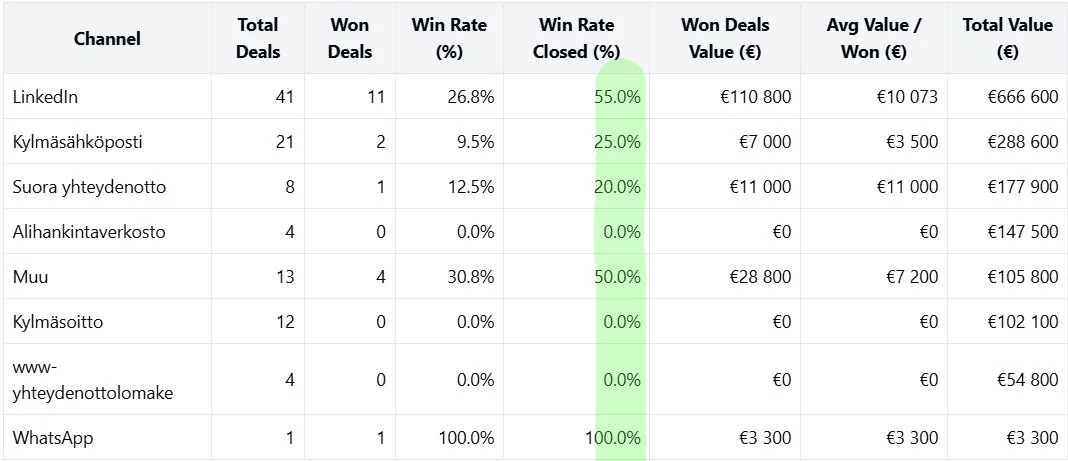 Channel Total Deals Won Deals Win Rate (%) Win Rate Closed (%) Won Deals Value (€) Avg Value / Won (€) Total Value (€)
LinkedIn 41 11 26.8% 55.0% €110 800 €10 073 €666 600
Kylmäsähköposti 21 2 9.5% 25.0% €7 000 €3 500 €288 600
Suora yhteydenotto 8 1 12.5% 20.0% €11 000 €11 000 €177 900
Alihankintaverkosto 4 0 0.0% 0.0% €0 €0 €147 500
Muu 13 4 30.8% 50.0% €28 800 €7 200 €105 800
Kylmäsoitto 12 0 0.0% 0.0% €0 €0 €102 100
www-
yhteydenottolomake 4 0 0.0% 0.0% €0 €0 €54 800
WhatsApp 1 1 100.0% 100.0% €3 300 €3 300 €3 300